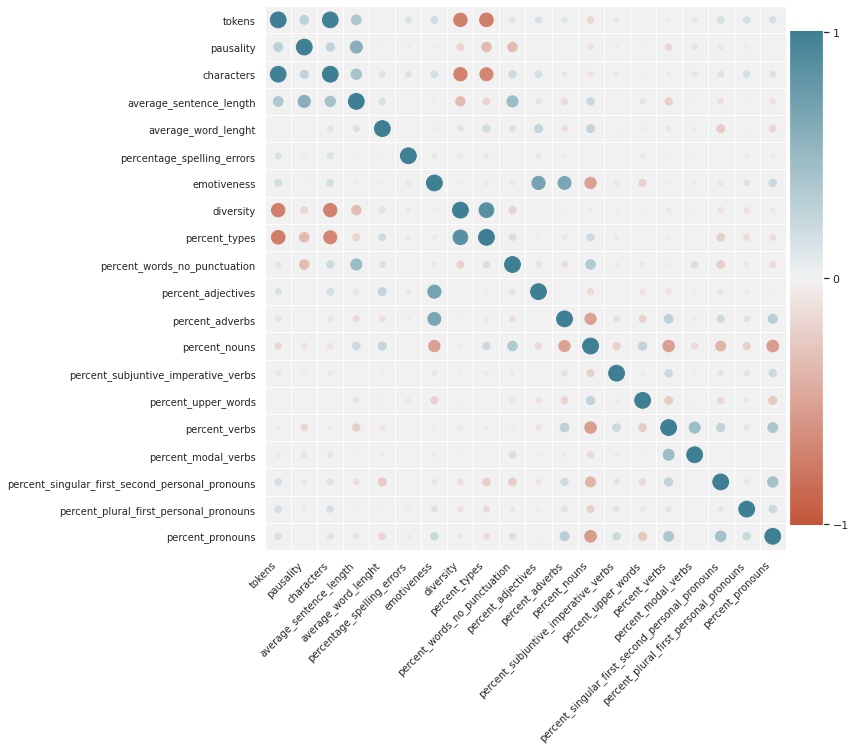 tokens
pausality
characters
average_sentence_length
average_word_lenght
percentage_spelling_errors
emotiveness
diversity
percent_types
percent_words_no_punctuation
percent_adjectives
percent_adverbs
percent_nouns
percent_subjuntive_imperative_verbs
percent_upper_words
percent_verbs
percent_modal_verbs
percent_singular_first_second_personal_pronouns
percent_plural_first_personal_pronouns
percent_pronouns
1
0
−1
tokens
pausality
characters
average_sentence_length
average_word_lenght
percentage_spelling_errors
emotiveness
diversity
percent_types
percent_words_no_punctuation
percent_adjectives
percent_adverbs
percent_nouns
percent_subjuntive_imperative_verbs
percent_upper_words
percent_verbs
percent_modal_verbs
percent_singular_first_second_personal_pronouns
percent_plural_first_personal_pronouns
percent_pronouns